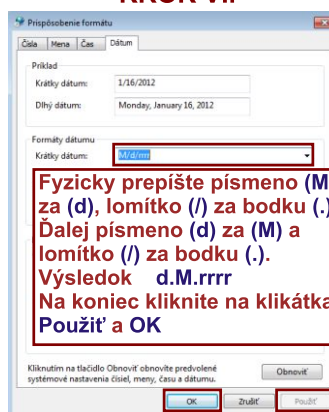 Prispôsobenie formátu
Čísla Mena Čas Dátum
Príklad
Krátky dátum: 1/16/2012
Dlhý dátum: Monday, January 16, 2012
Formáty dátumu
Krátky dátum: M/d/rrrr
Fyzicky prepíšte písmeno (M
za (d), lomítko (/) za bodku (.)
Ďalej písmeno (d) za (M) a
lomítko (/) za bodku (.).
Výsledok d.M.rrrr
Na koniec kliknite na klikátka
Použiť a OK
Kliknutím na tlačidlo Obnoviť obnovíte predvolené
systémové nastavenia čísiel, meny, času a dátumu.
Obnoviť
OK Zrušiť Použiť